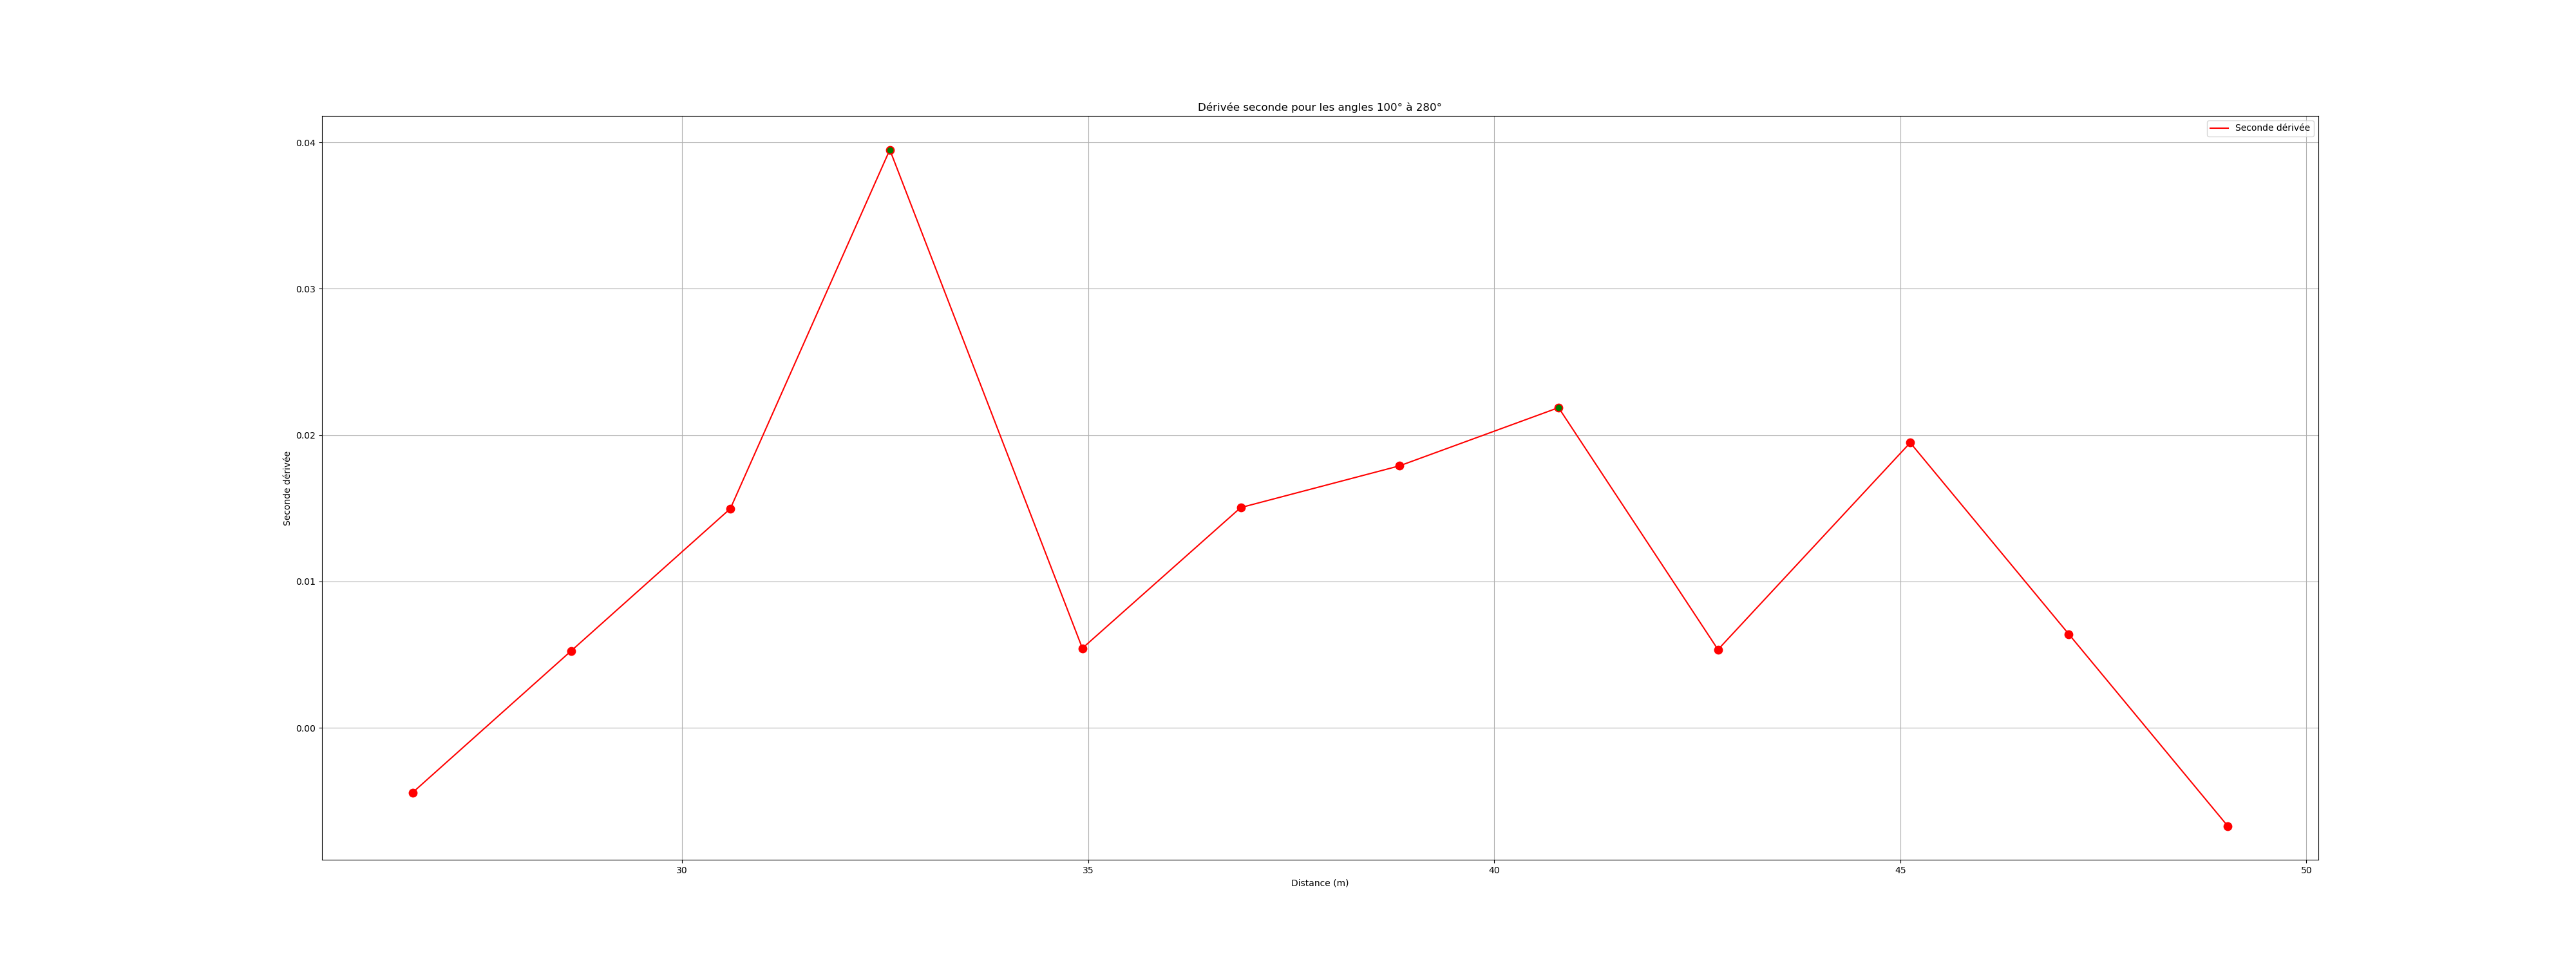 Dérivée seconde pour les angles 100° à 280°
Seconde dérivée
0.04
0.03
0.02
0.01
0.00
Seconde dérivée
30
35
40
45
50
Distance (m)